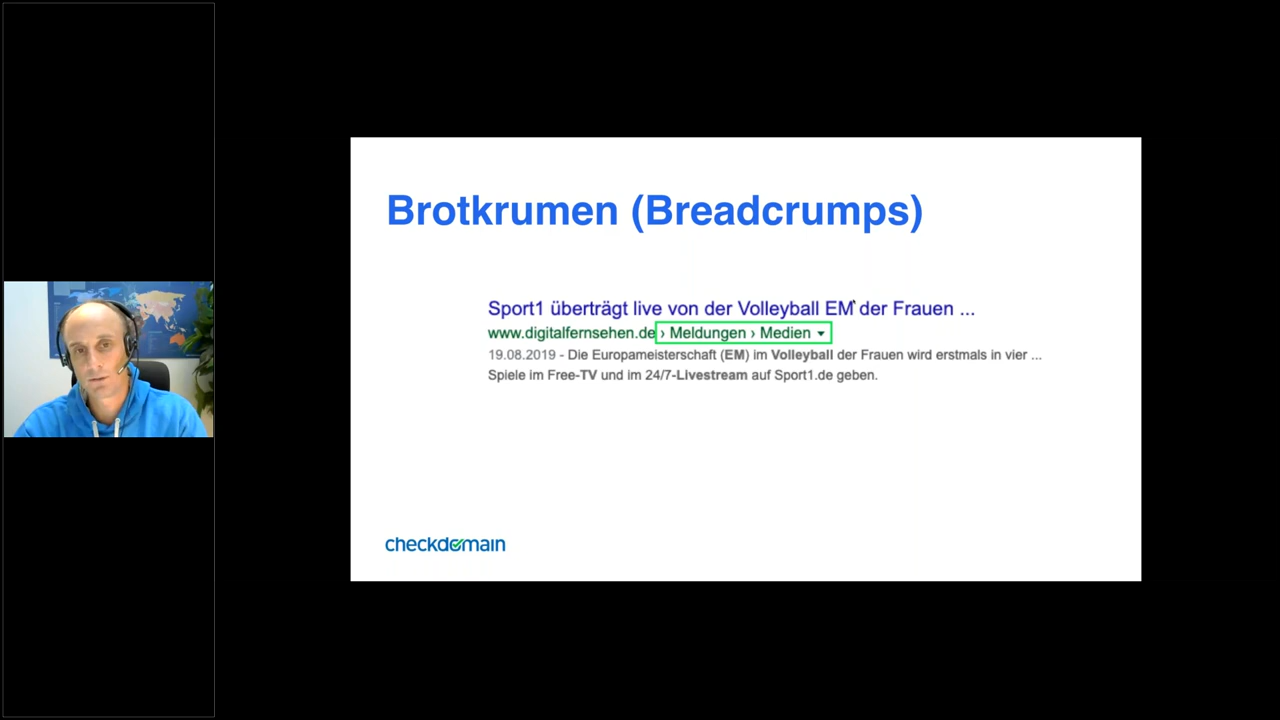 Brotkrumen (Breadcrumps)
Sport1 überträgt live von der Volleyball EM der Frauen ...
www.digitalfernsehen.de › Meldungen › Medien
19.08.2019 - Die Europameisterschaft (EM) im Volleyball der Frauen wird erstmals in vier ...
Spiele im Free-TV und im 24/7-Livestream auf Sport1.de geben.
checkdomain